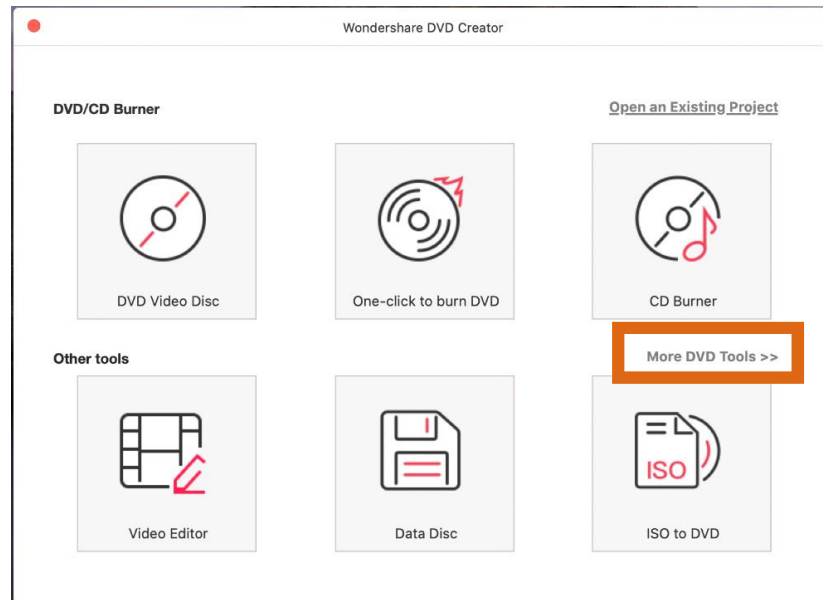 Wondershare DVD Creator
DVD/CD Burner
Open an Existing Project
DVD Video Disc
One-click to burn DVD
CD Burner
Other tools
More DVD Tools >>
Video Editor
Data Disc
ISO
ISO to DVD